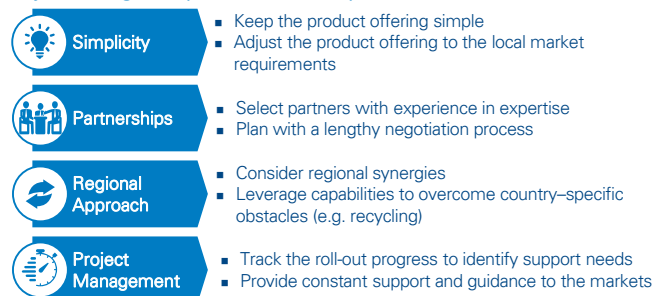 Simplicity
■ Keep the product offering simple
■ Adjust the product offering to the local market
requirements
Partnerships
■ Select partners with experience in expertise
■ Plan with a lengthy negotiation process
Regional
Approach
■ Consider regional synergies
■ Leverage capabilities to overcome country–specific
obstacles (e.g. recycling)
Project
Management
■ Track the roll-out progress to identify support needs
■ Provide constant support and guidance to the markets